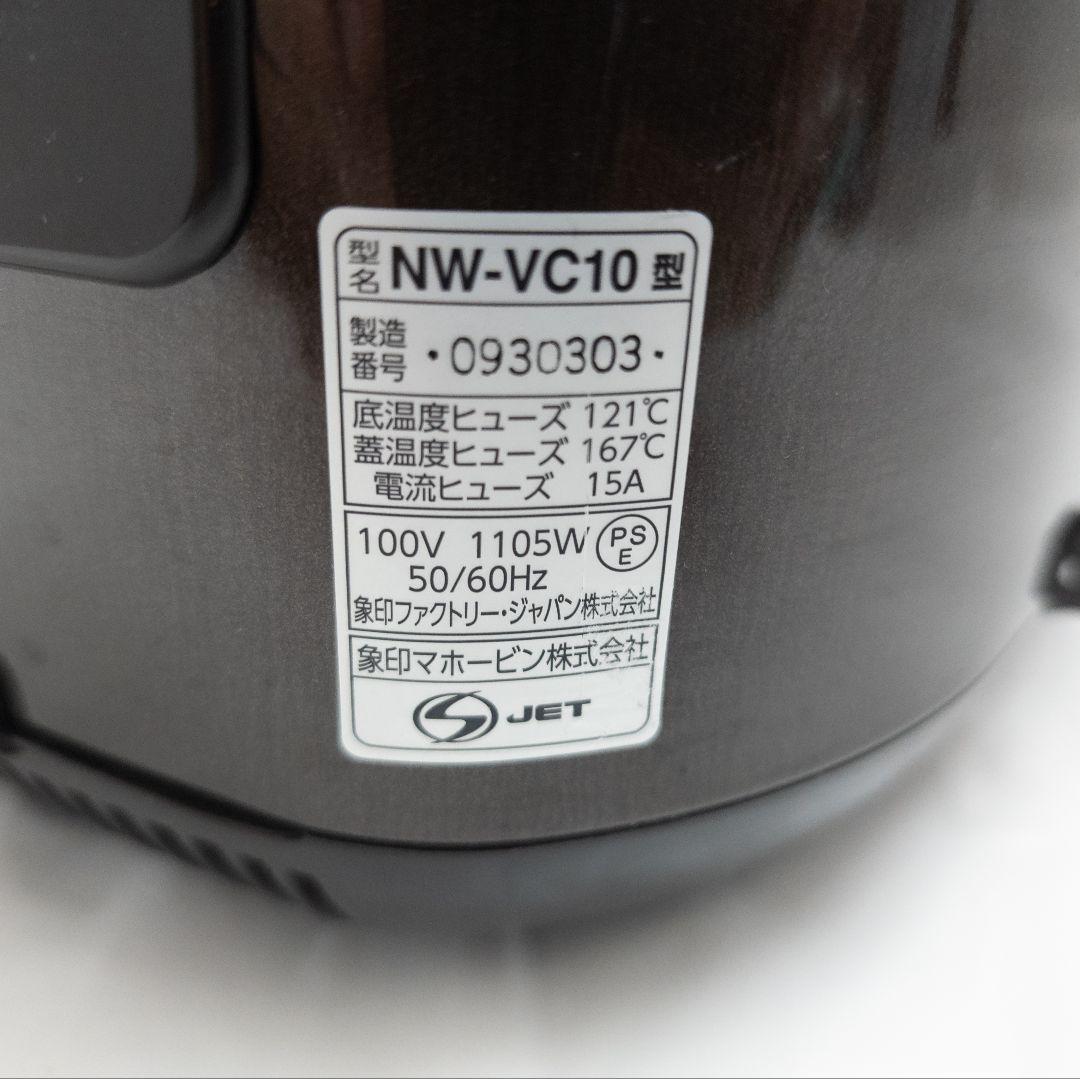 型名 NW-VC10 型
製造番号 ・0930303・
底温度ヒューズ 121℃
蓋温度ヒューズ 167℃
電流ヒューズ 15A
100V 1105W PSE
50/60Hz
象印ファクトリー・ジャパン株式会社
象印マホービン株式会社
S JET